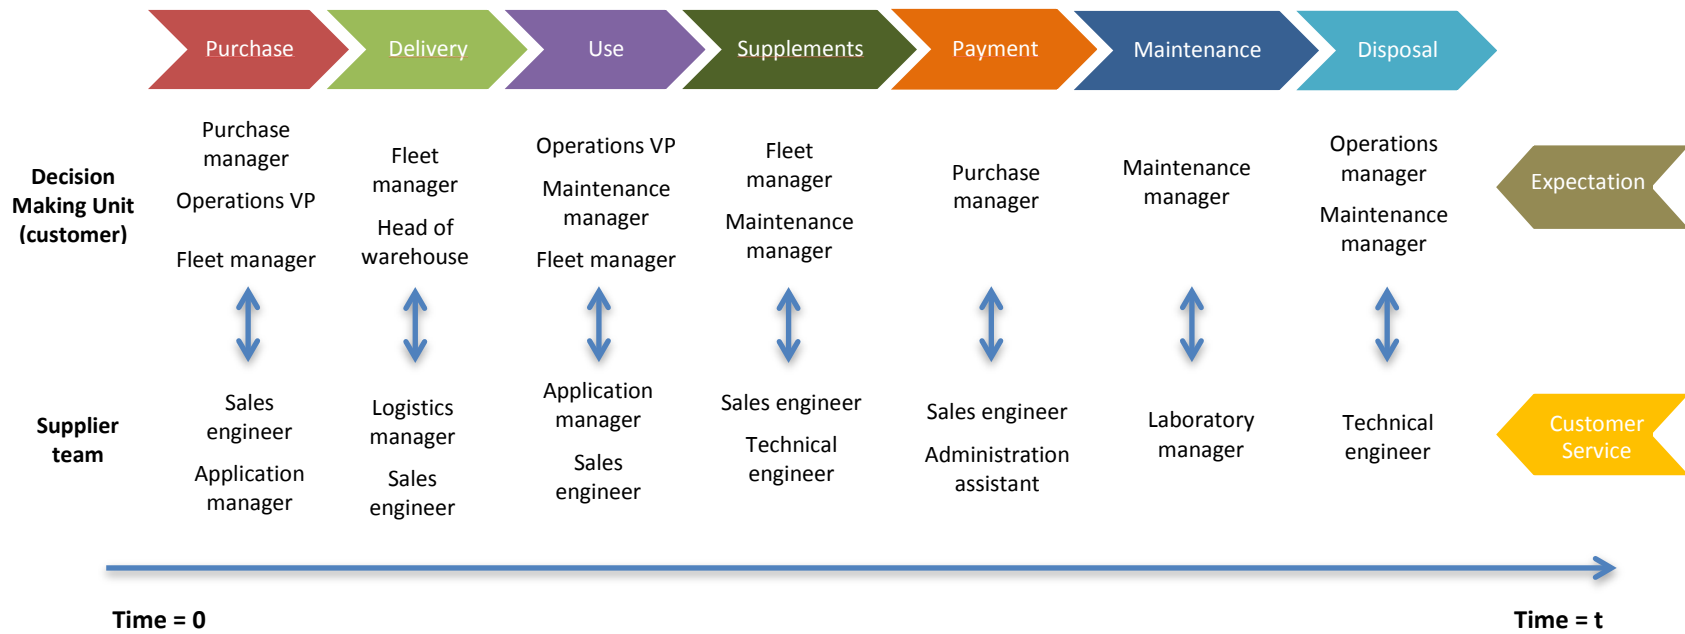 Purchase
Delivery
Use
Supplements
Payment
Maintenance
Disposal
Decision
Making Unit
(customer)
Purchase
manager
Operations VP
Fleet manager
Fleet
manager
Head of
warehouse
Operations VP
Maintenance
manager
Fleet manager
Fleet
manager
Maintenance
manager
Purchase
manager
Maintenance
manager
Operations
manager
Maintenance
manager
Expectation
Supplier
team
Sales
engineer
Application
manager
Logistics
manager
Sales
engineer
Application
manager
Sales
engineer
Sales engineer
Technical
engineer
Sales engineer
Administration
assistant
Laboratory
manager
Technical
engineer
Customer
Service
Time = 0
Time = t